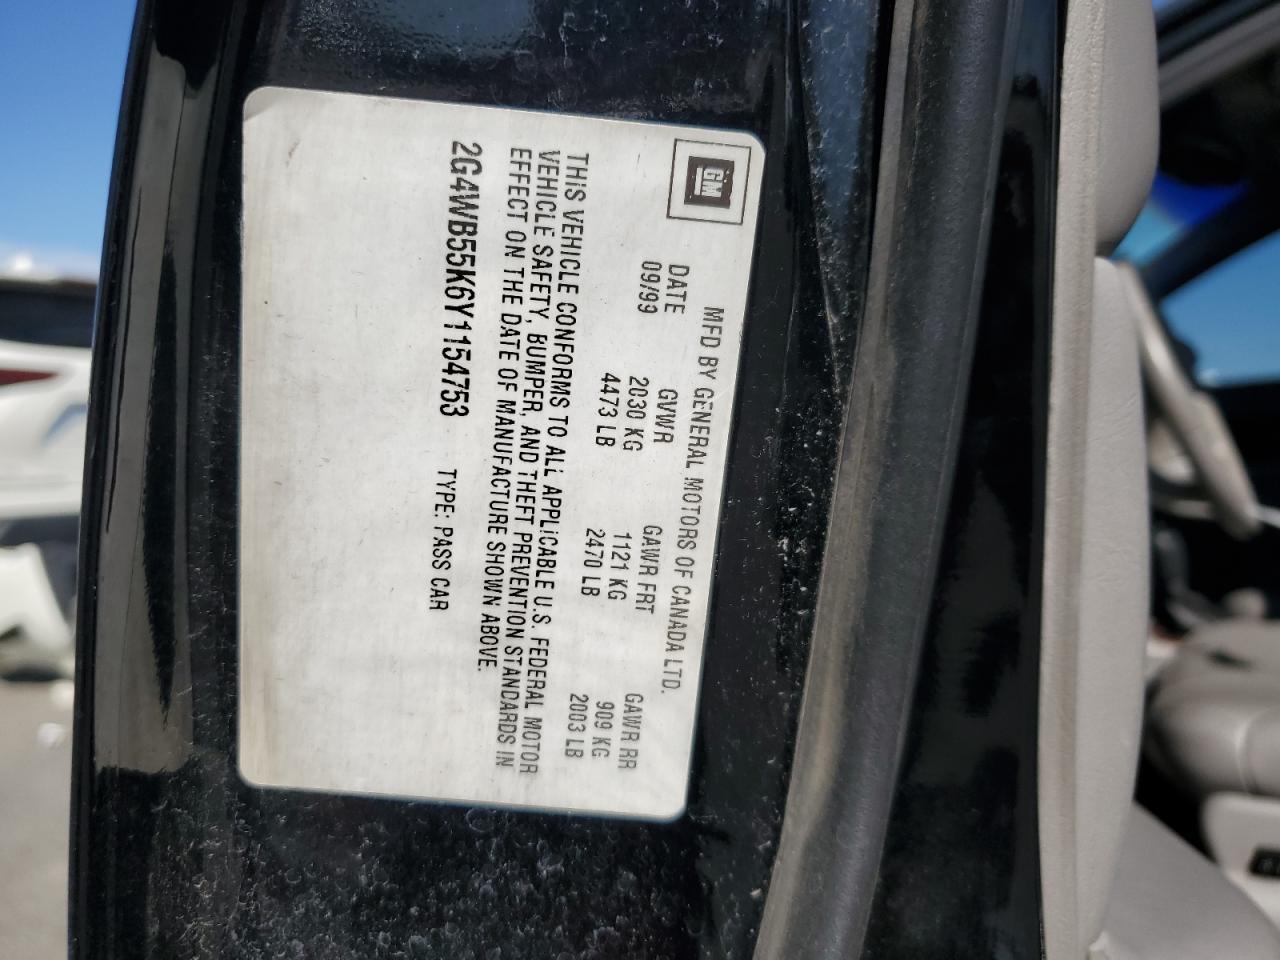 GM
MFD BY GENERAL MOTORS OF CANADA LTD.
DATE GVWR GAWR FRT GAWR RR
09/99 2030 KG 1121 KG 909 KG
4473 LB 2470 LB 2003 LB
THIS VEHICLE CONFORMS TO ALL APPLICABLE U.S. FEDERAL MOTOR
VEHICLE SAFETY, BUMPER, AND THEFT PREVENTION STANDARDS IN
EFFECT ON THE DATE OF MANUFACTURE SHOWN ABOVE.
2G4WB55K6Y1154753 TYPE: PASS CAR